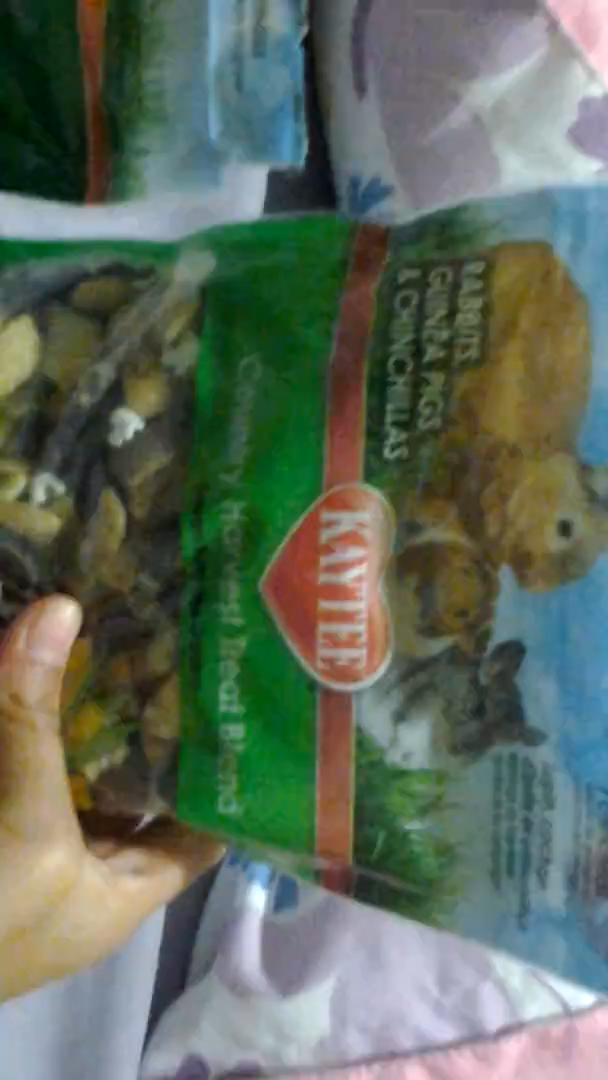 RABBITS
GUINEA PIGS
& CHINCHILLAS
KAYTEE
Country Harvest Treat Blend